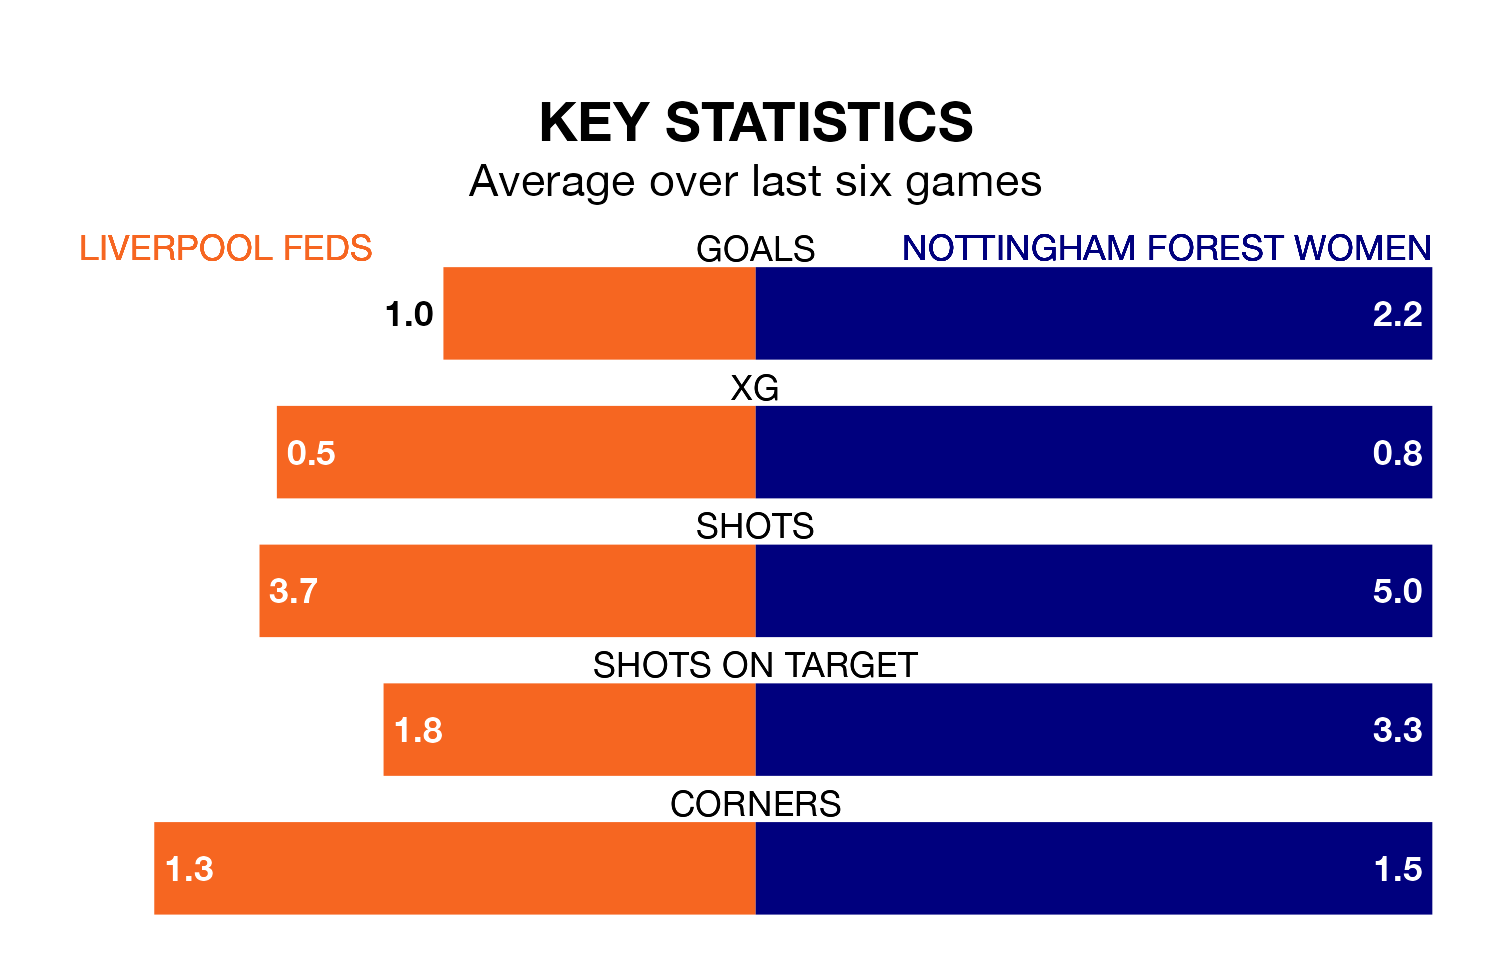 KEY STATISTICS
Average over last six games
LIVERPOOL FEDS GOALS NOTTINGHAM FOREST WOMEN
1.0 2.2
XG
0.5 0.8
SHOTS
3.7 5.0
SHOTS ON TARGET
1.8 3.3
CORNERS
1.3 1.5